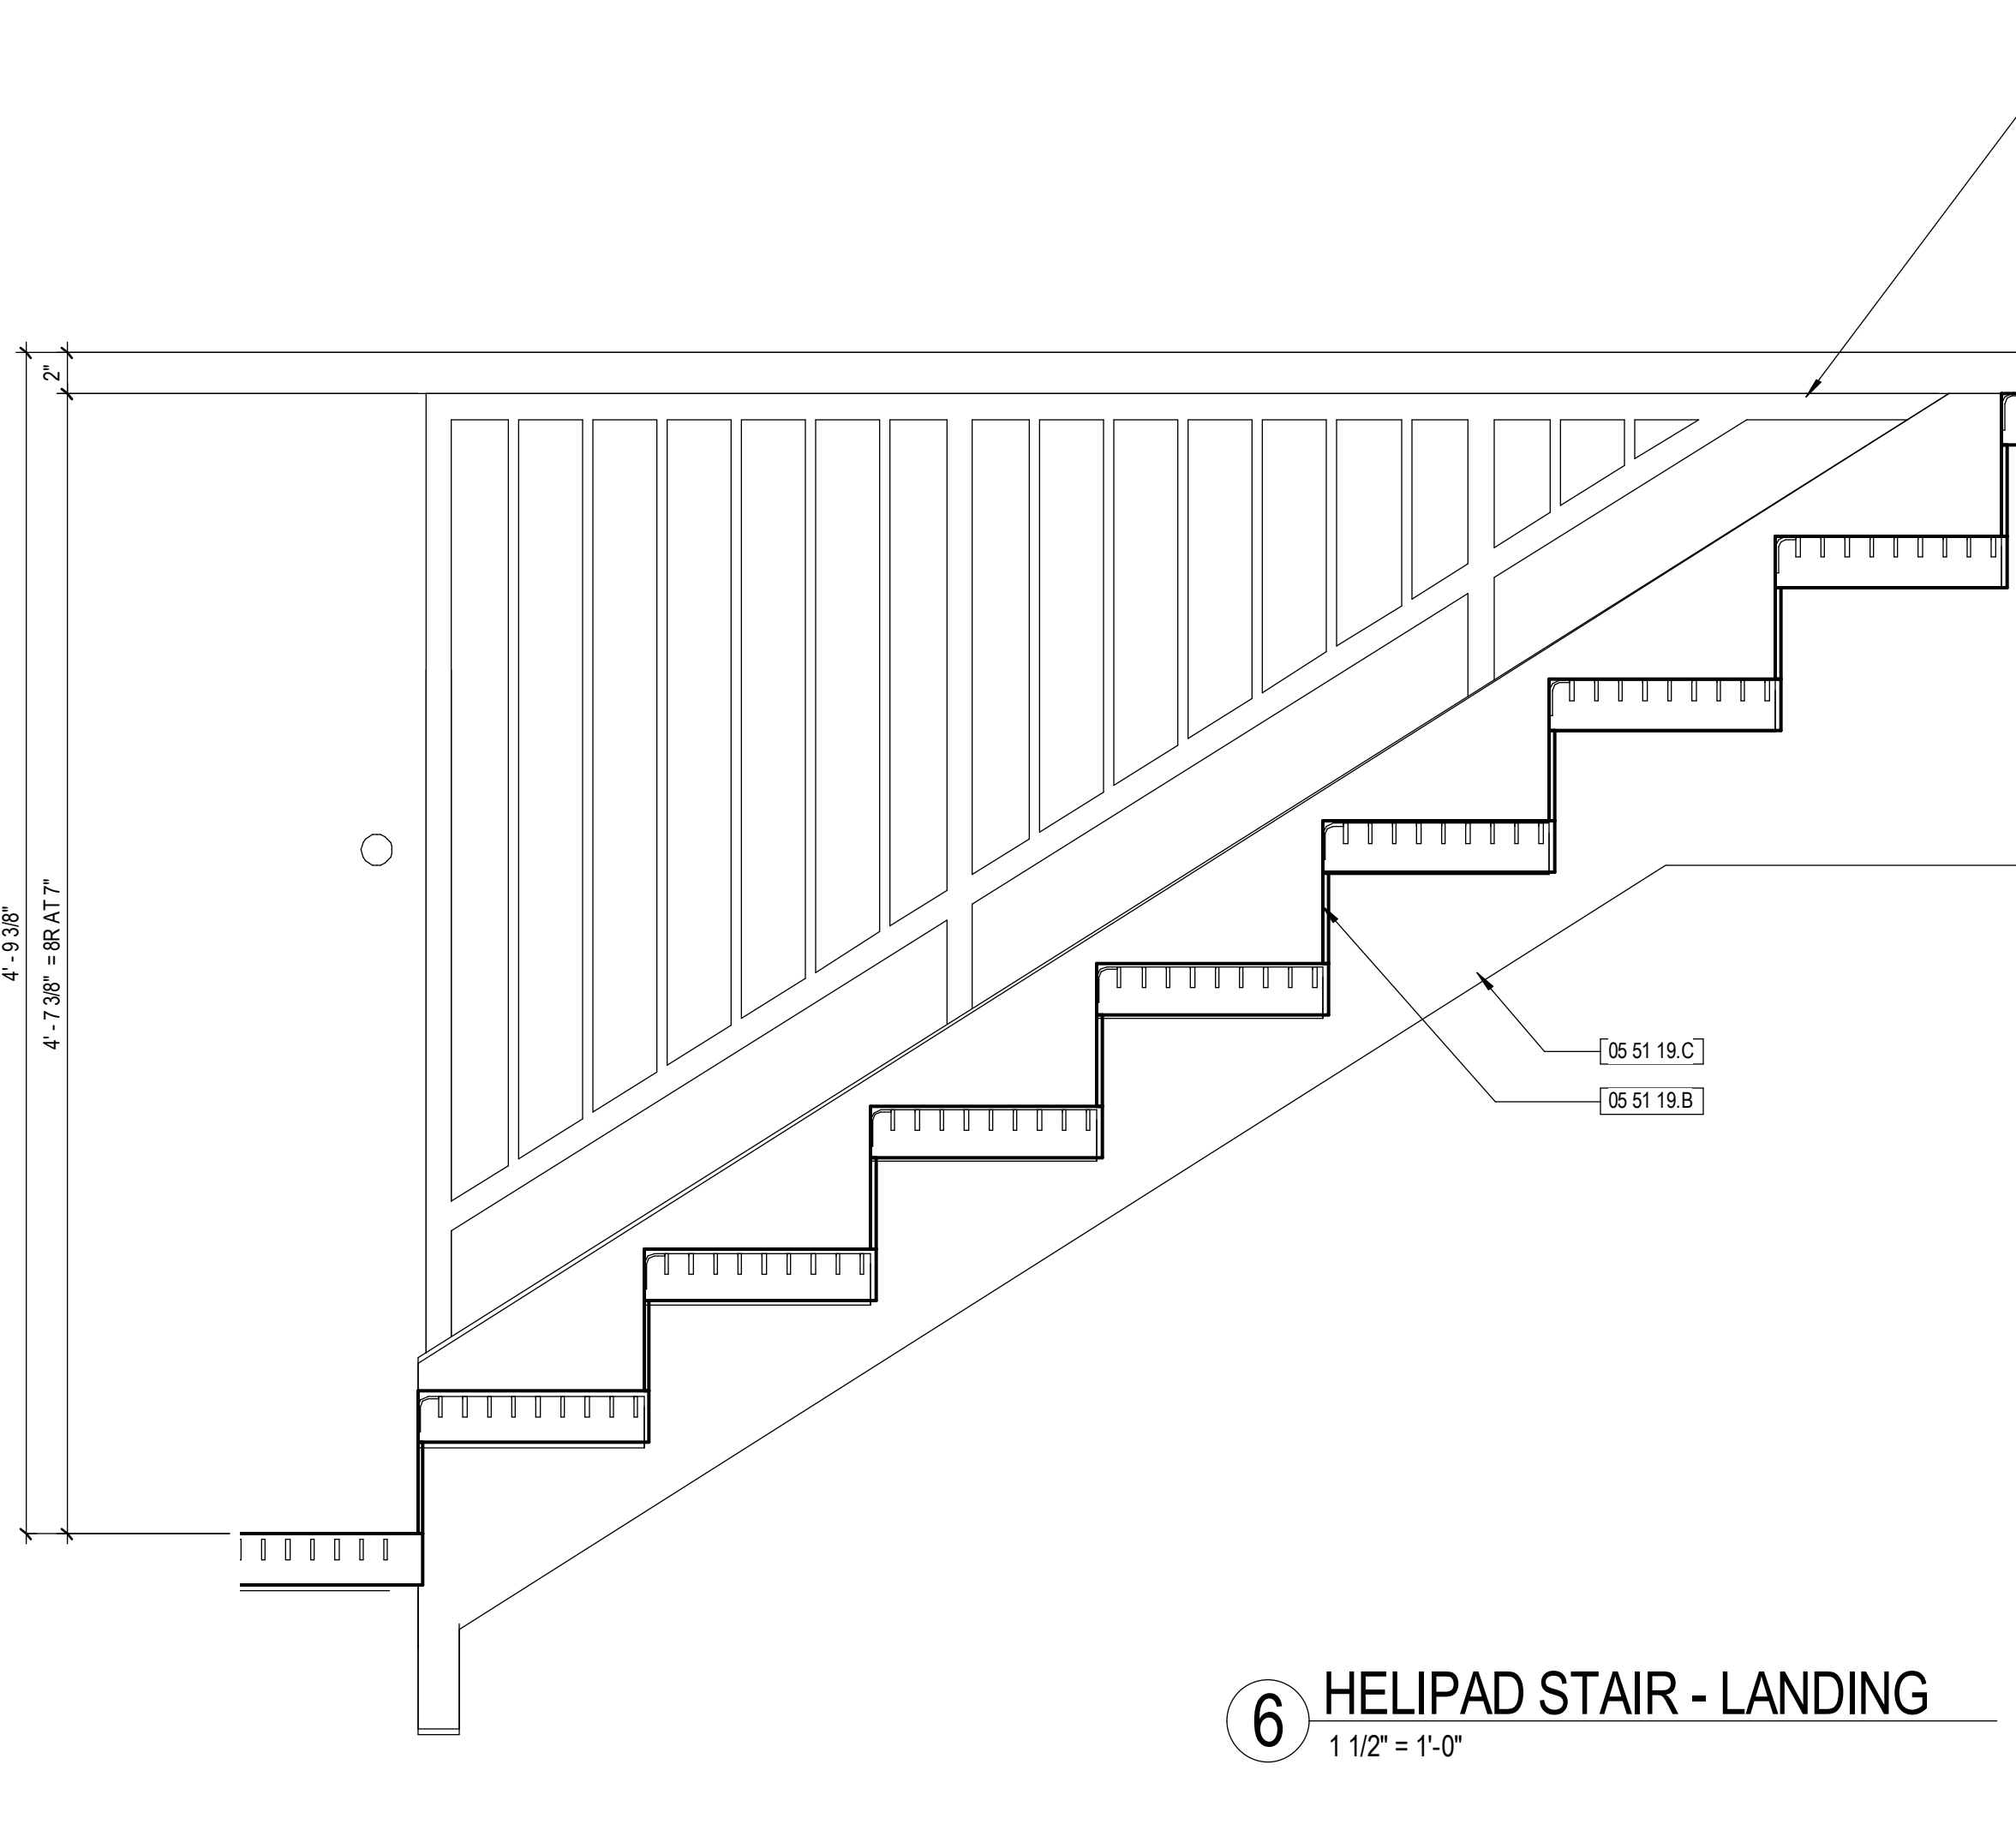 2"
4' - 9 3/8"
4' - 7 3/8" = 8R AT 7"
05 51 19.C
05 51 19.B
6
HELIPAD STAIR - LANDING
1 1/2" = 1'-0"